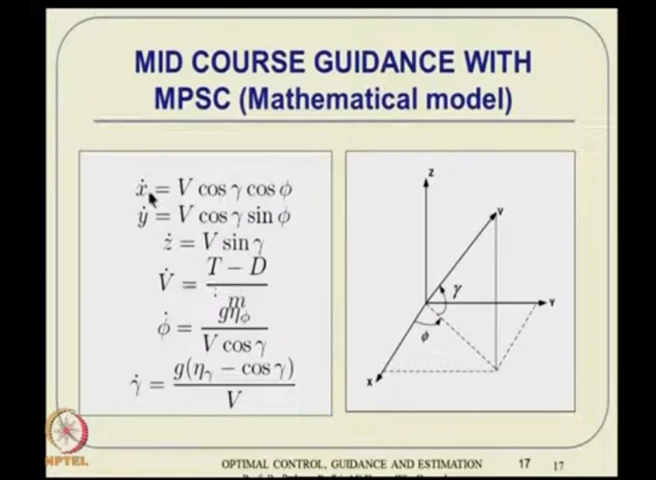 MID COURSE GUIDANCE WITH
MPSC (Mathematical model)
ẋ = V cos γ cos ϕ
ẏ = V cos γ sin ϕ
ż = V sin γ
V̇ = (T − D) / m
ϕ̇ = gη_ϕ / (V cos γ)
γ̇ = g(η_γ − cos γ) / V
Z
V
γ
Y
ϕ
X
NPTEL
OPTIMAL CONTROL, GUIDANCE AND ESTIMATION
17
17